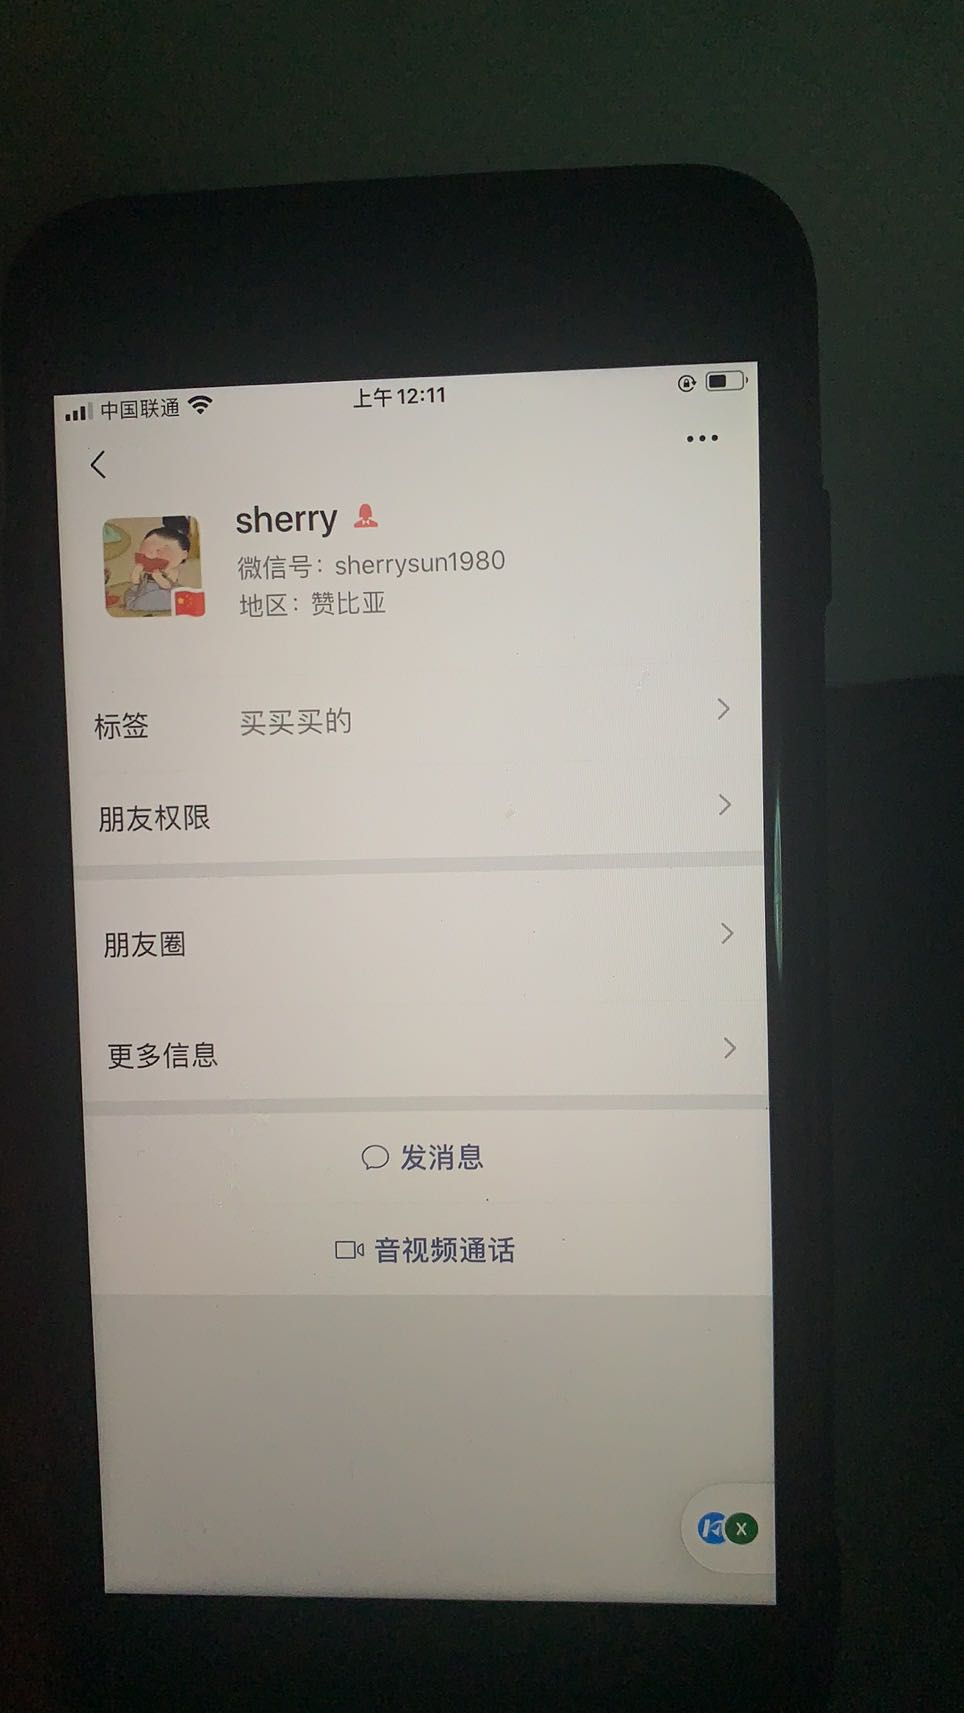 中国联通
上午12:11
sherry
微信号：sherrysun1980
地区：赞比亚
标签 买买买的
朋友权限
朋友圈
更多信息
发消息
音视频通话
X